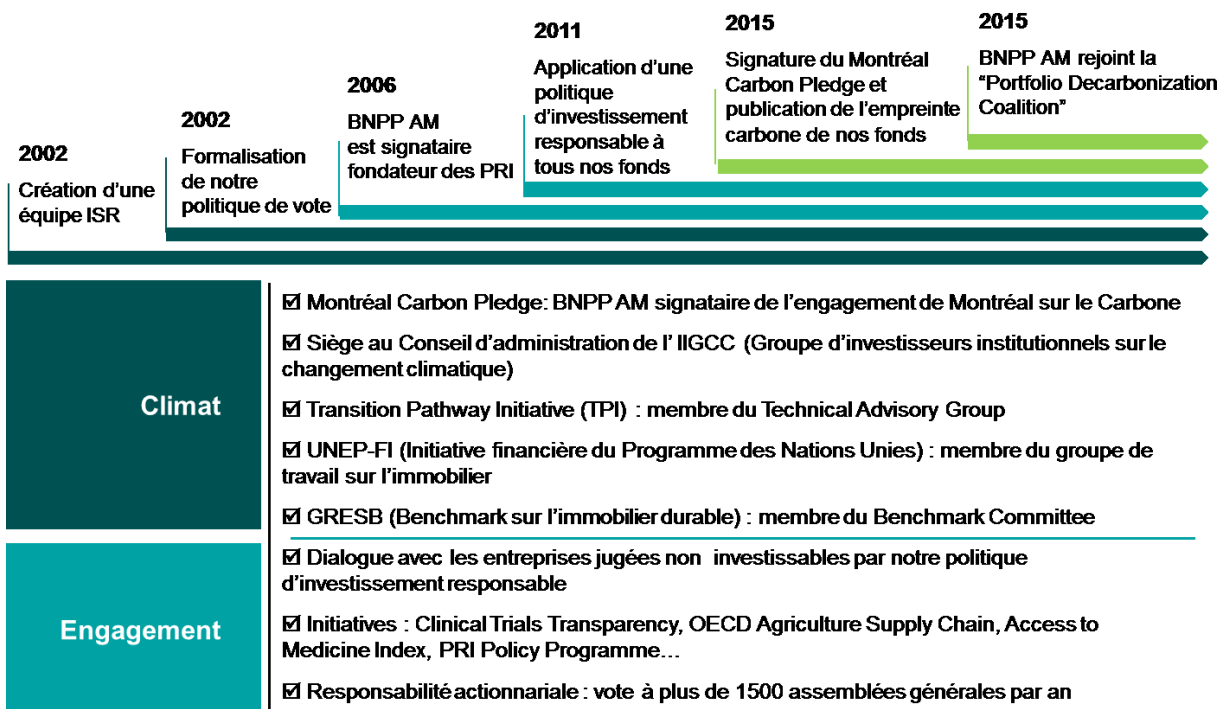 2002
Création d'une
équipe ISR
2002
Formalisation
de notre
politique de vote
2006
BNPP AM
est signataire
fondateur des PRI
2011
Application d'une
politique
d'investissement
responsable à
tous nos fonds
2015
Signature du Montréal
Carbon Pledge et
publication de l'empreinte
carbone de nos fonds
2015
BNPP AM rejoint la
"Portfolio Decarbonization
Coalition"
Climat
☑ Montréal Carbon Pledge: BNPP AM signataire de l'engagement de Montréal sur le Carbone
☑ Siège au Conseil d'administration de l' IIGCC (Groupe d'investisseurs institutionnels sur le
changement climatique)
☑ Transition Pathway Initiative (TPI) : membre du Technical Advisory Group
☑ UNEP-FI (Initiative financière du Programme des Nations Unies) : membre du groupe de
travail sur l'immobilier
☑ GRESB (Benchmark sur l'immobilier durable) : membre du Benchmark Committee
Engagement
☑ Dialogue avec les entreprises jugées non investissables par notre politique
d'investissement responsable
☑ Initiatives : Clinical Trials Transparency, OECD Agriculture Supply Chain, Access to
Medicine Index, PRI Policy Programme…
☑ Responsabilité actionnariale : vote à plus de 1500 assemblées générales par an